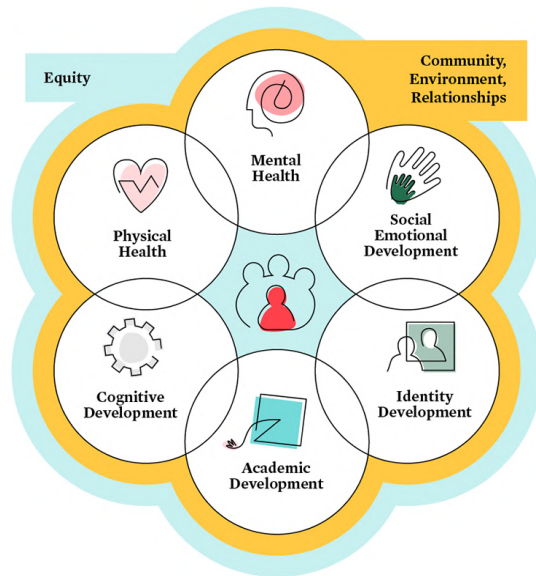 Equity
Community,
Environment,
Relationships
Mental
Health
Physical
Health
Social
Emotional
Development
Cognitive
Development
Identity
Development
Academic
Development